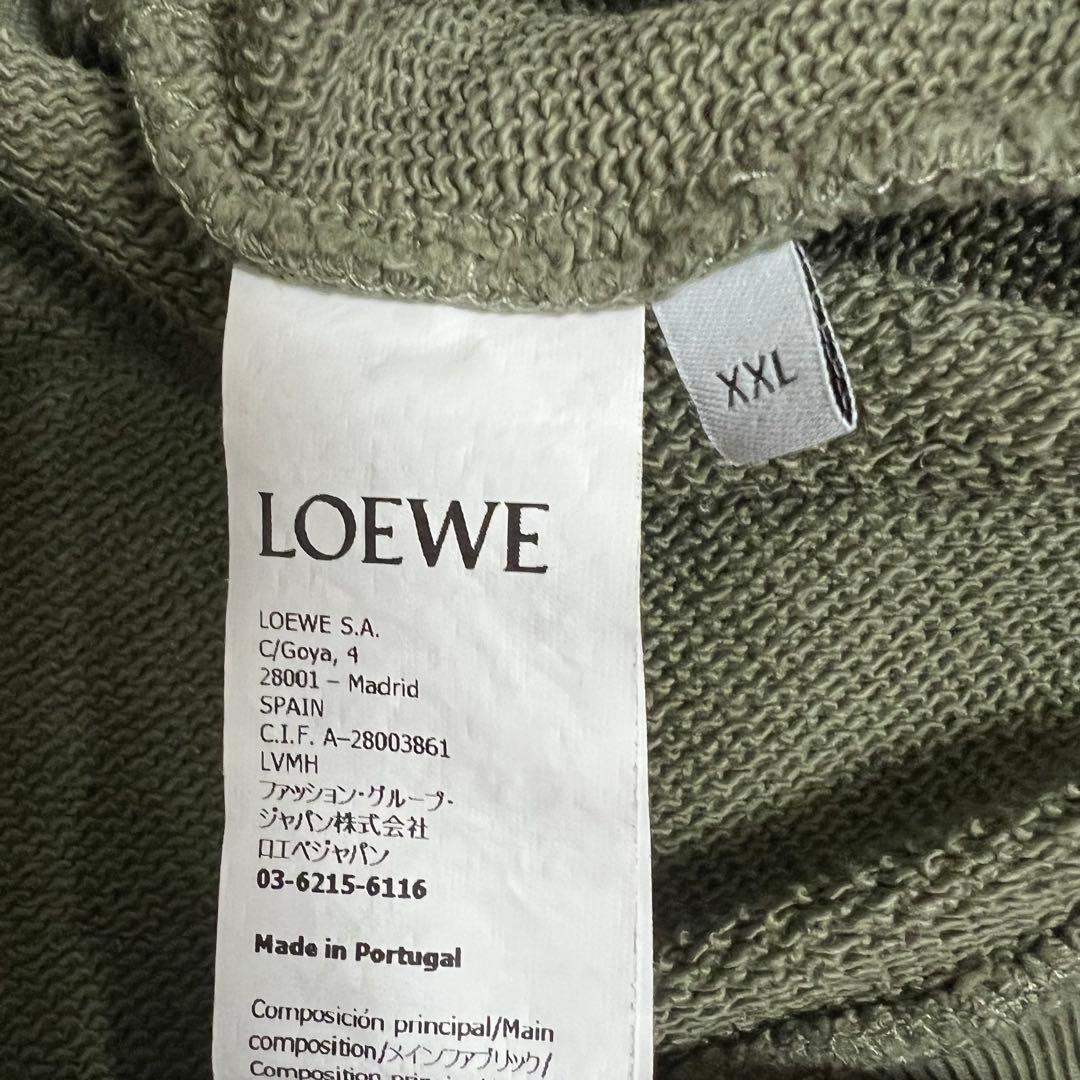 XXL
LOEWE
LOEWE S.A.
C/Goya, 4
28001 – Madrid
SPAIN
C.I.F. A–28003861
LVMH
ファッション・グループ・
ジャパン株式会社
ロエベジャパン
03-6215-6116
Made in Portugal
Composición principal/Main
composition/メインファブリック/
Composition